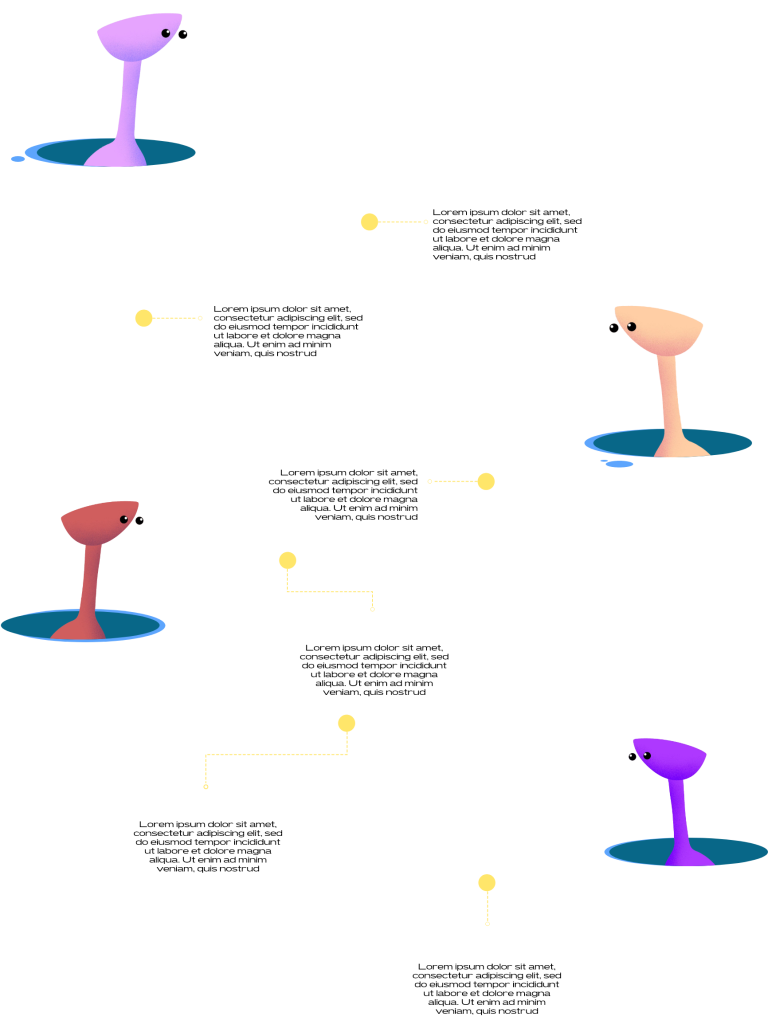 Lorem ipsum dolor sit amet,
consectetur adipiscing elit, sed
do eiusmod tempor incididunt
ut labore et dolore magna
aliqua. Ut enim ad minim
veniam, quis nostrud
Lorem ipsum dolor sit amet,
consectetur adipiscing elit, sed
do eiusmod tempor incididunt
ut labore et dolore magna
aliqua. Ut enim ad minim
veniam, quis nostrud
Lorem ipsum dolor sit amet,
consectetur adipiscing elit, sed
do eiusmod tempor incididunt
ut labore et dolore magna
aliqua. Ut enim ad minim
veniam, quis nostrud
Lorem ipsum dolor sit amet,
consectetur adipiscing elit, sed
do eiusmod tempor incididunt
ut labore et dolore magna
aliqua. Ut enim ad minim
veniam, quis nostrud
Lorem ipsum dolor sit amet,
consectetur adipiscing elit, sed
do eiusmod tempor incididunt
ut labore et dolore magna
aliqua. Ut enim ad minim
veniam, quis nostrud
Lorem ipsum dolor sit amet,
consectetur adipiscing elit, sed
do eiusmod tempor incididunt
ut labore et dolore magna
aliqua. Ut enim ad minim
veniam, quis nostrud